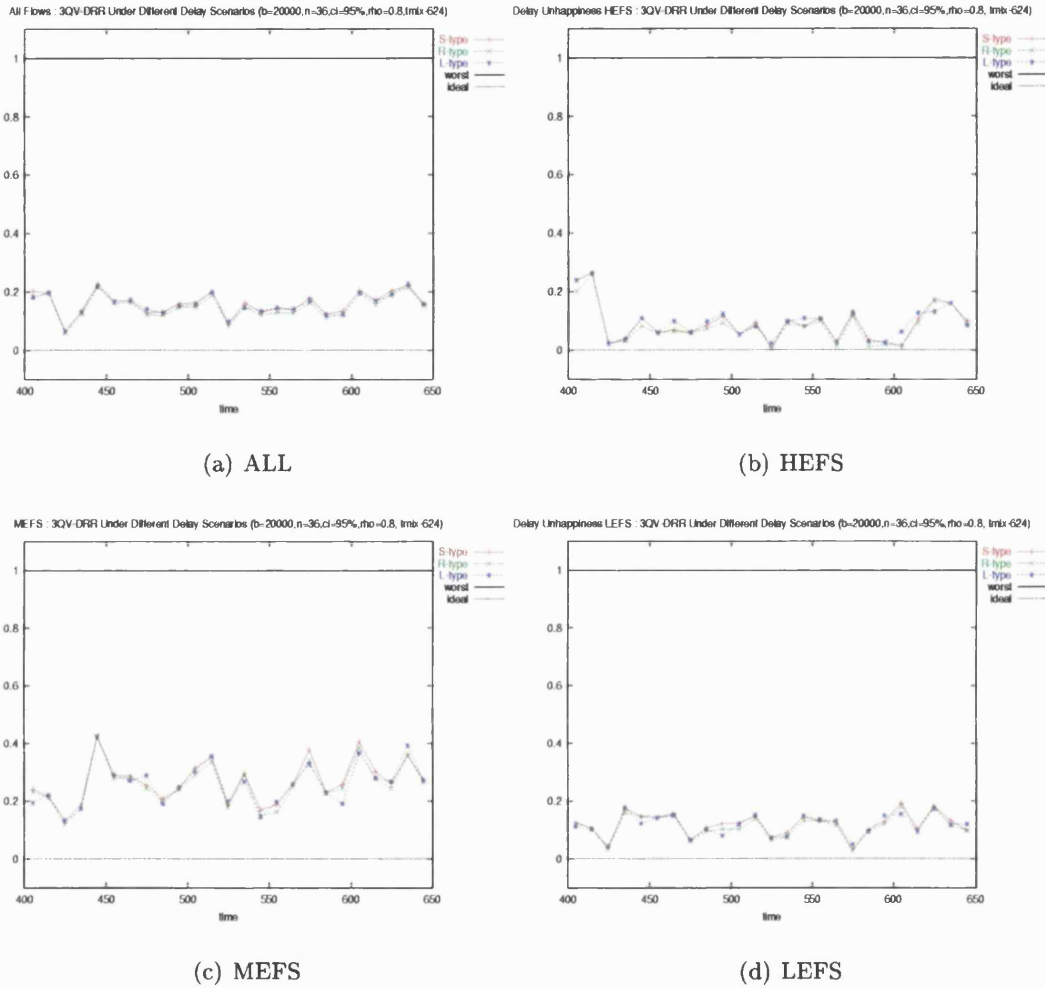 All Flows : 3QV-DRR Under Different Delay Scenarios (b=20000,n=36,ci=95%,rho=0.8,tmix-624)
S-type
R-type
L-type
worst
ideal
1
0.8
0.6
0.4
0.2
0
400 450 500 550 600 650
time
(a) ALL
Delay Unhappiness HEFS : 3QV-DRR Under Different Delay Scenarios (b=20000,n=36,ci=95%,rho=0.8, tmix-624)
S-type
R-type
L-type
worst
ideal
1
0.8
0.6
0.4
0.2
0
400 450 500 550 600 650
time
(b) HEFS
MEFS : 3QV-DRR Under Different Delay Scenarios (b=20000,n=36,ci=95%,rho=0.8, tmix-624)
S-type
R-type
L-type
worst
ideal
1
0.8
0.6
0.4
0.2
0
400 450 500 550 600 650
time
(c) MEFS
Delay Unhappiness LEFS : 3QV-DRR Under Different Delay Scenarios (b=20000,n=36,ci=95%,rho=0.8, tmix-624)
S-type
R-type
L-type
worst
ideal
1
0.8
0.6
0.4
0.2
0
400 450 500 550 600 650
time
(d) LEFS